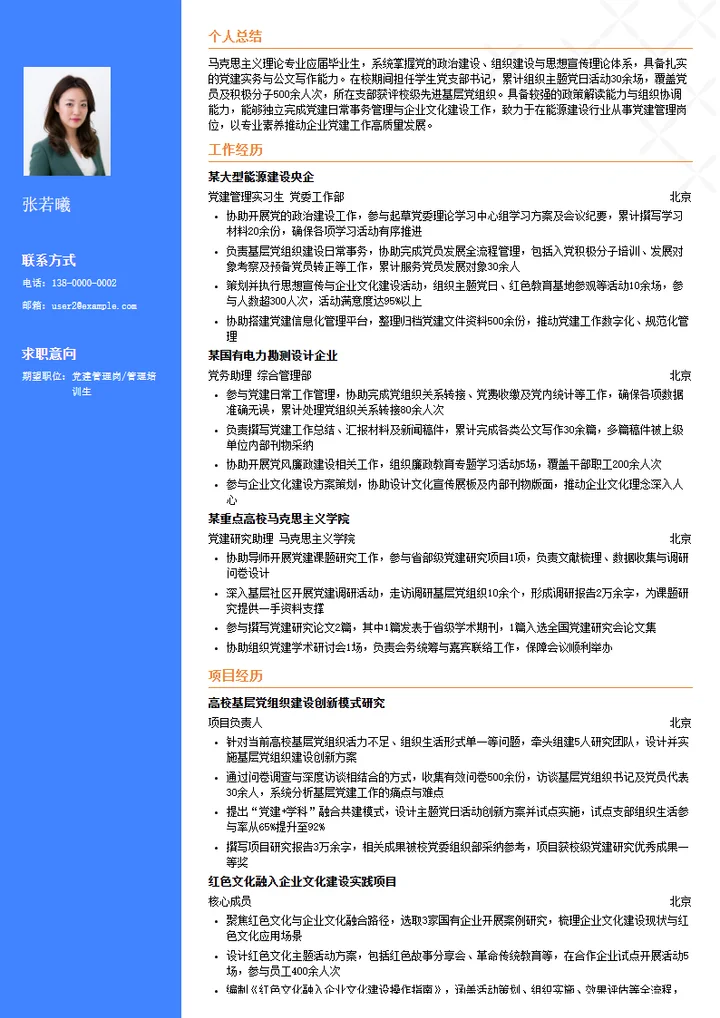 张若曦
联系方式
电话：138-0000-0002
邮箱：user2@example.com
求职意向
期望职位：党建管理岗/管理培
训生
个人总结
马克思主义理论专业应届毕业生，系统掌握党的政治建设、组织建设与思想宣传理论体系，具备扎实
的党建实务与公文写作能力。在校期间担任学生党支部书记，累计组织主题党日活动30余场，覆盖党
员及积极分子500余人次，所在支部获评校级先进基层党组织。具备较强的政策解读能力与组织协调
能力，能够独立完成党建日常事务管理与企业文化建设工作，致力于在能源建设行业从事党建管理岗
位，以专业素养推动企业党建工作高质量发展。
工作经历
某大型能源建设央企
党建管理实习生 党委工作部 北京
• 协助开展党的政治建设工作，参与起草党委理论学习中心组学习方案及会议纪要，累计撰写学习
材料20余份，确保各项学习活动有序推进
• 负责基层党组织建设日常事务，协助完成党员发展全流程管理，包括入党积极分子培训、发展对
象考察及预备党员转正等工作，累计服务党员发展对象30余人
• 策划并执行思想宣传与企业文化建设活动，组织主题党日、红色教育基地参观等活动10余场，参
与人数超300人次，活动满意度达95%以上
• 协助搭建党建信息化管理平台，整理归档党建文件资料500余份，推动党建工作数字化、规范化管
理
某国有电力勘测设计企业
党务助理 综合管理部 北京
• 参与党建日常工作管理，协助完成党组织关系转接、党费收缴及党内统计等工作，确保各项数据
准确无误，累计处理党组织关系转接80余人次
• 负责撰写党建工作总结、汇报材料及新闻稿件，累计完成各类公文写作30余篇，多篇稿件被上级
单位内部刊物采纳
• 协助开展党风廉政建设相关工作，组织廉政教育专题学习活动5场，覆盖干部职工200余人次
• 参与企业文化建设方案策划，协助设计文化宣传展板及内部刊物版面，推动企业文化理念深入人
心
某重点高校马克思主义学院
党建研究助理 马克思主义学院 北京
• 协助导师开展党建课题研究工作，参与省部级党建研究项目1项，负责文献梳理、数据收集与调研
问卷设计
• 深入基层社区开展党建调研活动，走访调研基层党组织10余个，形成调研报告2万余字，为课题研
究提供一手资料支撑
• 参与撰写党建研究论文2篇，其中1篇发表于省级学术期刊，1篇入选全国党建研究会论文集
• 协助组织党建学术研讨会1场，负责会务统筹与嘉宾联络工作，保障会议顺利举办
项目经历
高校基层党组织建设创新模式研究
项目负责人 北京
• 针对当前高校基层党组织活力不足、组织生活形式单一等问题，牵头组建5人研究团队，设计并实
施基层党组织建设创新方案
• 通过问卷调查与深度访谈相结合的方式，收集有效问卷500余份，访谈基层党组织书记及党员代表
30余人，系统分析基层党建工作的痛点与难点
• 提出“党建+学科”融合共建模式，设计主题党日活动创新方案并试点实施，试点支部组织生活参
与率从65%提升至92%
• 撰写项目研究报告3万余字，相关成果被校党委组织部采纳参考，项目获校级党建研究优秀成果一
等奖
红色文化融入企业文化建设实践项目
核心成员 北京
• 聚焦红色文化与企业文化融合路径，选取3家国有企业开展案例研究，梳理企业文化建设现状与红
色文化应用场景
• 设计红色文化主题活动方案，包括红色故事分享会、革命传统教育等，在合作企业试点开展活动5
场，参与员工400余人次
• 编制《红色文化融入企业文化建设操作指南》，涵盖活动策划、组织实施、效果评估等全流程，